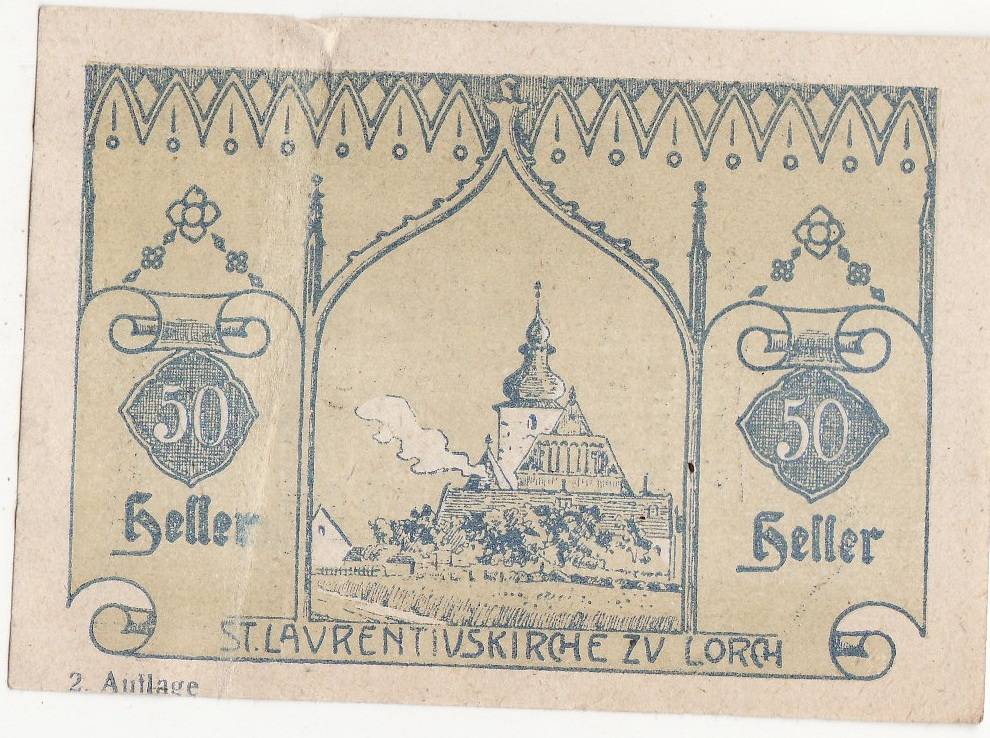 50
Heller
50
Heller
ST. LAVRENTIVSKIRCHE ZV LORCH
2. Auflage